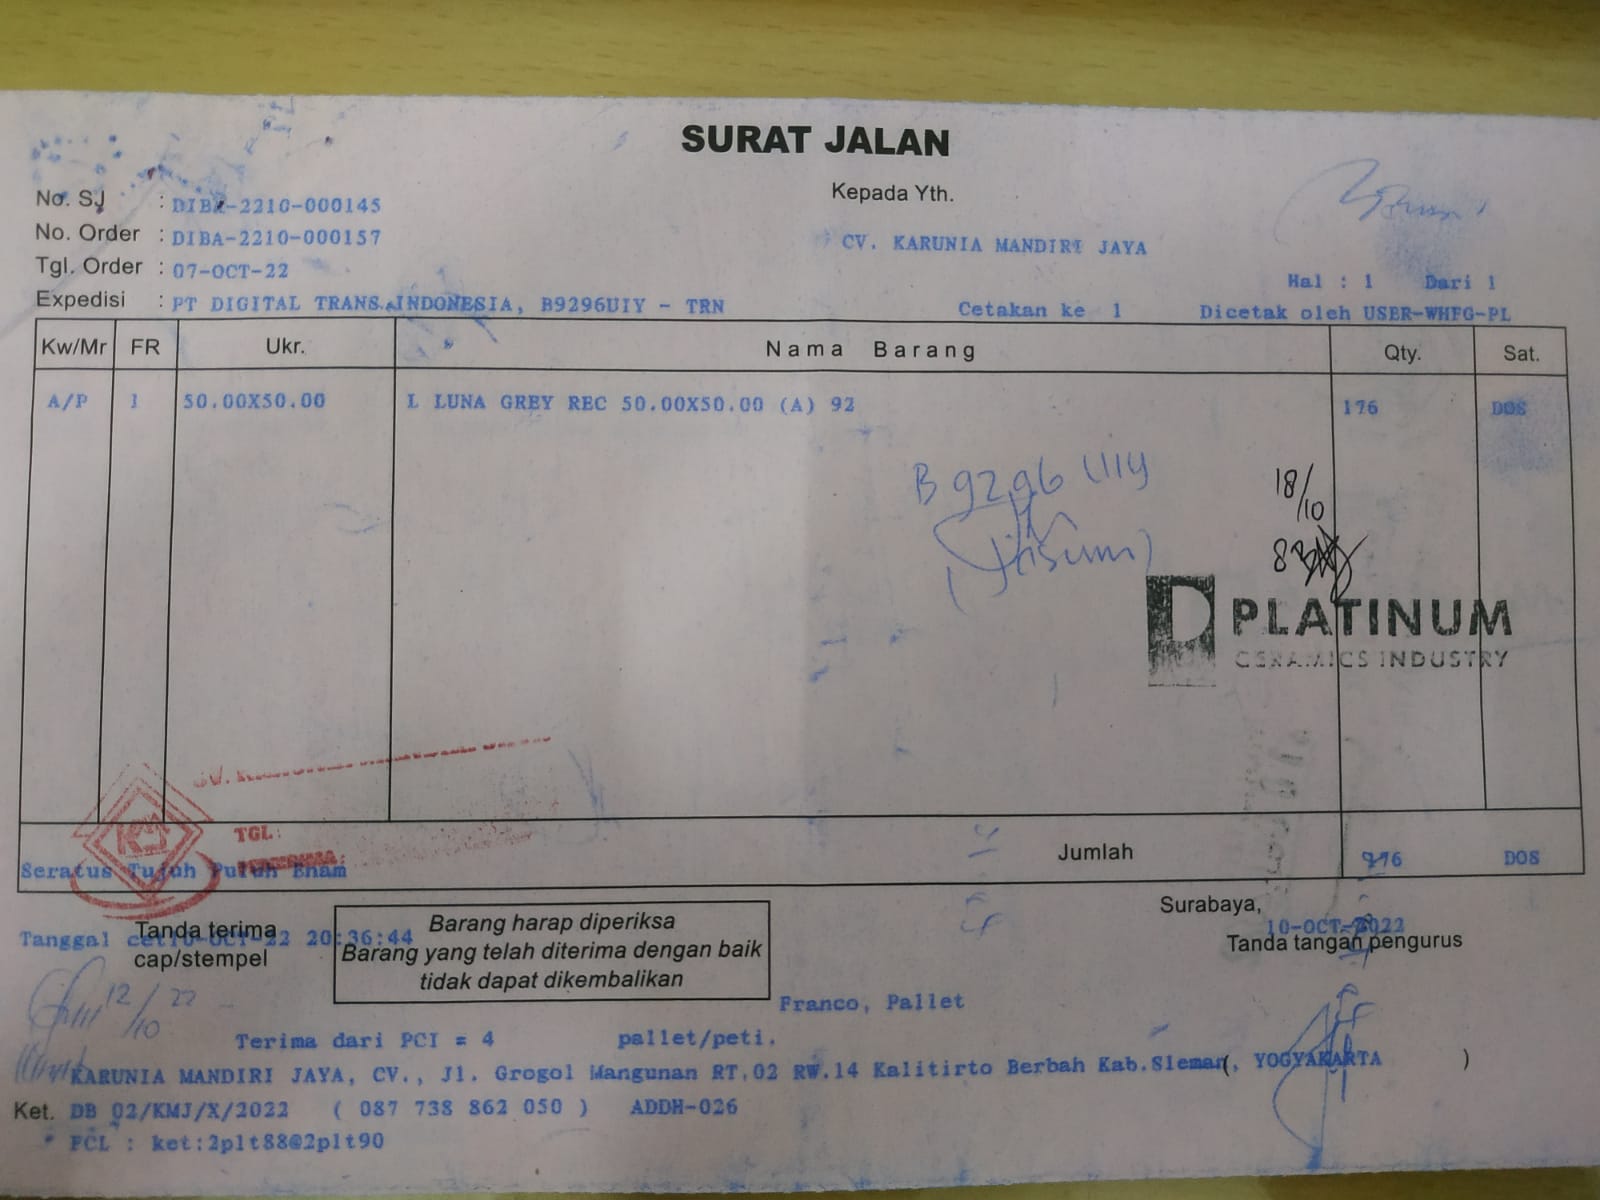 SURAT JALAN
No. SJ : DIBA-2210-000145
Kepada Yth.
No. Order : DIBA-2210-000157
CV. KARUNIA MANDIRI JAYA
Tgl. Order : 07-OCT-22
Hal : 1 Dari 1
Expedisi : PT DIGITAL TRANS INDONESIA, B9296UIY - TRN
Cetakan ke 1 Dicetak oleh USER-WHFG-PL
Kw/Mr FR Ukr. Nama Barang Qty. Sat.
A/P 1 50.00X50.00 L LUNA GREY REC 50.00X50.00 (A) 92 176 DOS
B 9296 UIY
18/10
PLATINUM
CERAMICS INDUSTRY
TGL:
PENERIMA:
Jumlah 176 DOS
Seratus Tujuh Puluh Enam
Surabaya,
10-OCT-2022
Tanda tangan pengurus
Tanda terima
cap/stempel
Tanggal cet10-OCT-22 20:36:44
Barang harap diperiksa
Barang yang telah diterima dengan baik
tidak dapat dikembalikan
12/10 22
Franco, Pallet
Terima dari PCI = 4 pallet/peti.
KARUNIA MANDIRI JAYA, CV., Jl. Grogol Mangunan RT.02 RW.14 Kalitirto Berbah Kab.Sleman, YOGYAKARTA
( )
Ket. DB 02/KMJ/X/2022 ( 087 738 862 050 ) ADDH-026
PCL : ket:2plt88@2plt90